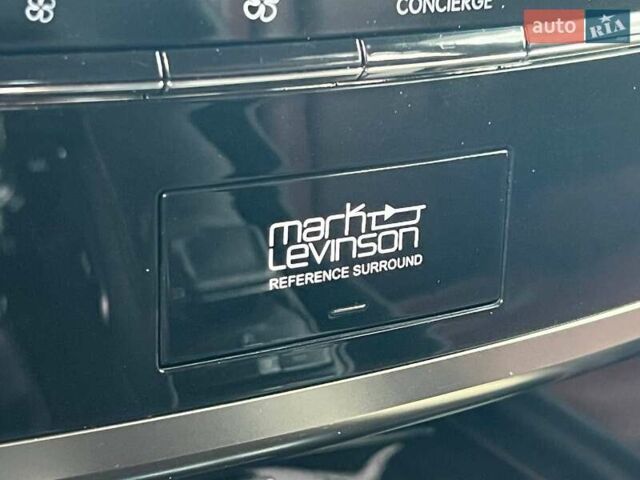 CONCIERGE
auto RIA
mark
Levinson
REFERENCE SURROUND